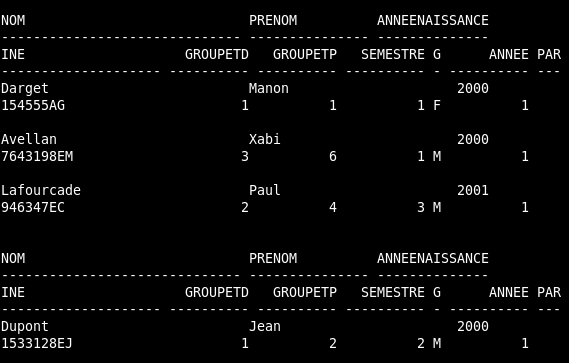 NOM PRENOM ANNEENAISSANCE
------------------------------ --------------- --------------
INE GROUPETD GROUPETP SEMESTRE G ANNEE PAR
-------------------- ---------- ---------- ---------- - ---------- ---
Darget Manon 2000
154555AG 1 1 1 F 1
Avellan Xabi 2000
7643198EM 3 6 1 M 1
Lafourcade Paul 2001
946347EC 2 4 3 M 1
NOM PRENOM ANNEENAISSANCE
------------------------------ --------------- --------------
INE GROUPETD GROUPETP SEMESTRE G ANNEE PAR
-------------------- ---------- ---------- ---------- - ---------- ---
Dupont Jean 2000
1533128EJ 1 2 2 M 1